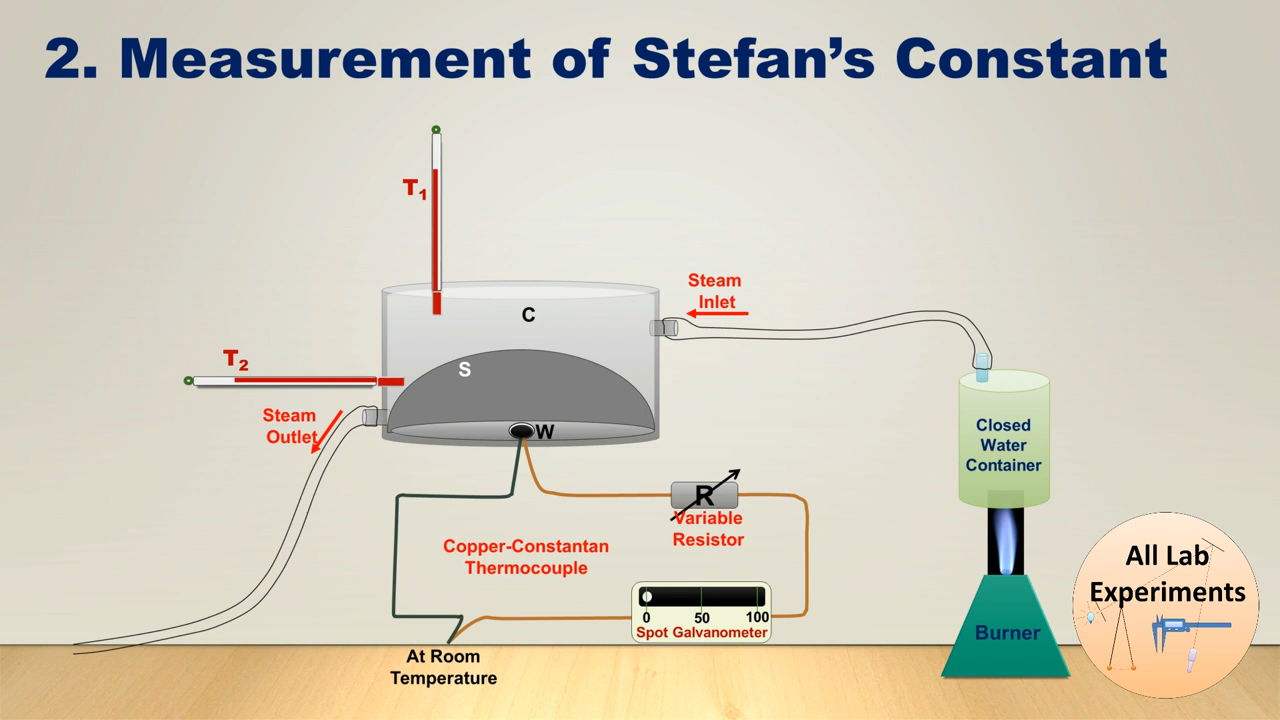 2. Measurement of Stefan's Constant
T1
Steam
Inlet
C
T2
S
Steam
Outlet
W
Closed
Water
Container
R
Variable
Resistor
Copper-Constantan
Thermocouple
All Lab
Experiments
0 50 100
Spot Galvanometer
Burner
At Room
Temperature